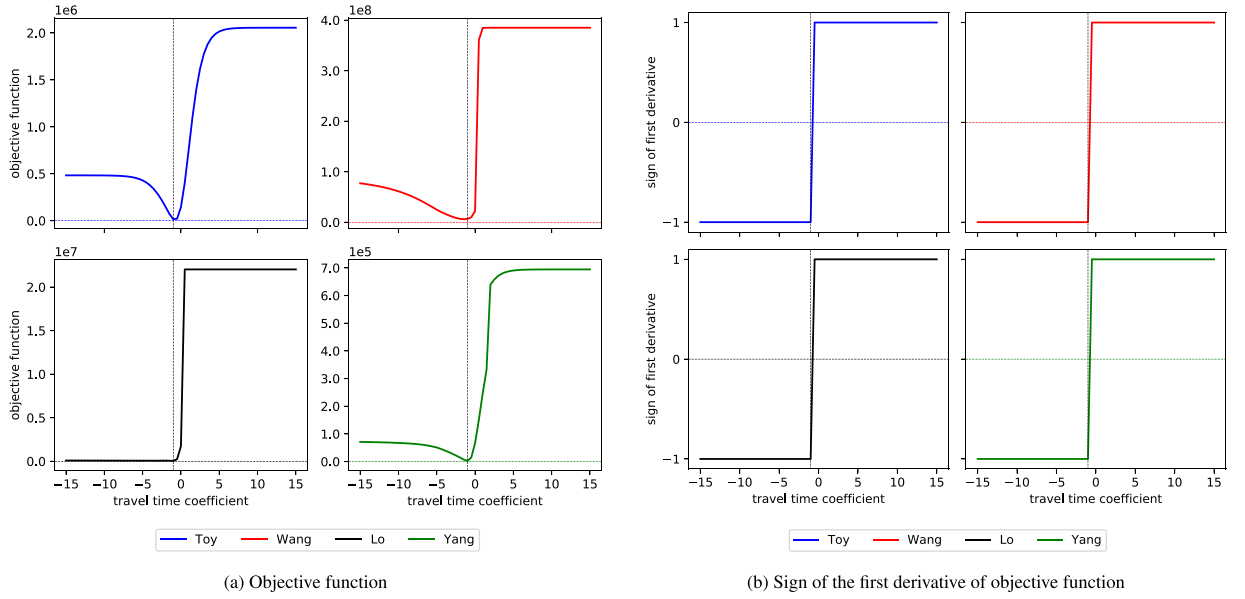 1e6
objective function
2.0
1.5
1.0
0.5
0.0
−15 −10 −5 0 5 10 15
1e8
4.0
3.0
2.0
1.0
0.0
1e7
objective function
2.0
1.5
1.0
0.5
0.0
−15 −10 −5 0 5 10 15
travel time coefficient
1e5
7.0
6.0
5.0
4.0
3.0
2.0
1.0
0.0
−15 −10 −5 0 5 10 15
travel time coefficient
Toy Wang Lo Yang
(a) Objective function
sign of first derivative
1
0
−1
sign of first derivative
1
0
−1
−15 −10 −5 0 5 10 15
travel time coefficient
−15 −10 −5 0 5 10 15
travel time coefficient
Toy Wang Lo Yang
(b) Sign of the first derivative of objective function